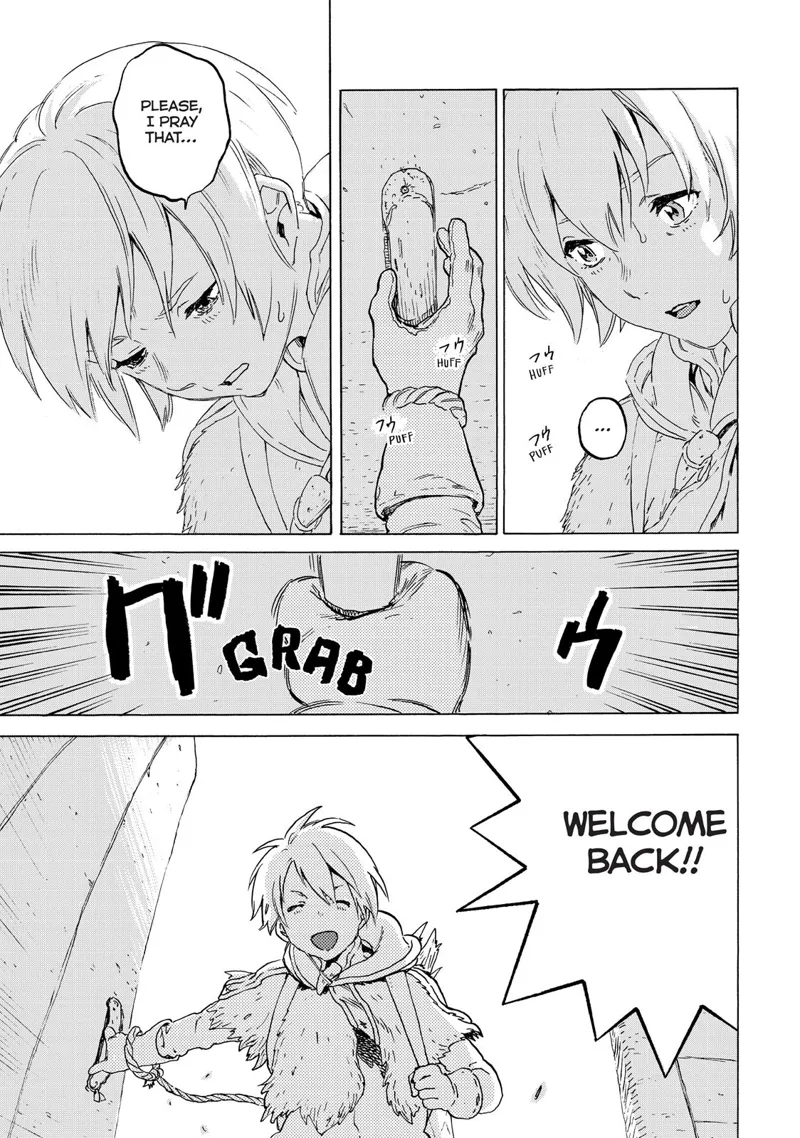 フウ
HUFF
...
フウ
PUFF
フウ
HUFF
フウ
PUFF
PLEASE,
I PRAY
THAT...
グウ
GRAB
WELCOME
BACK!!